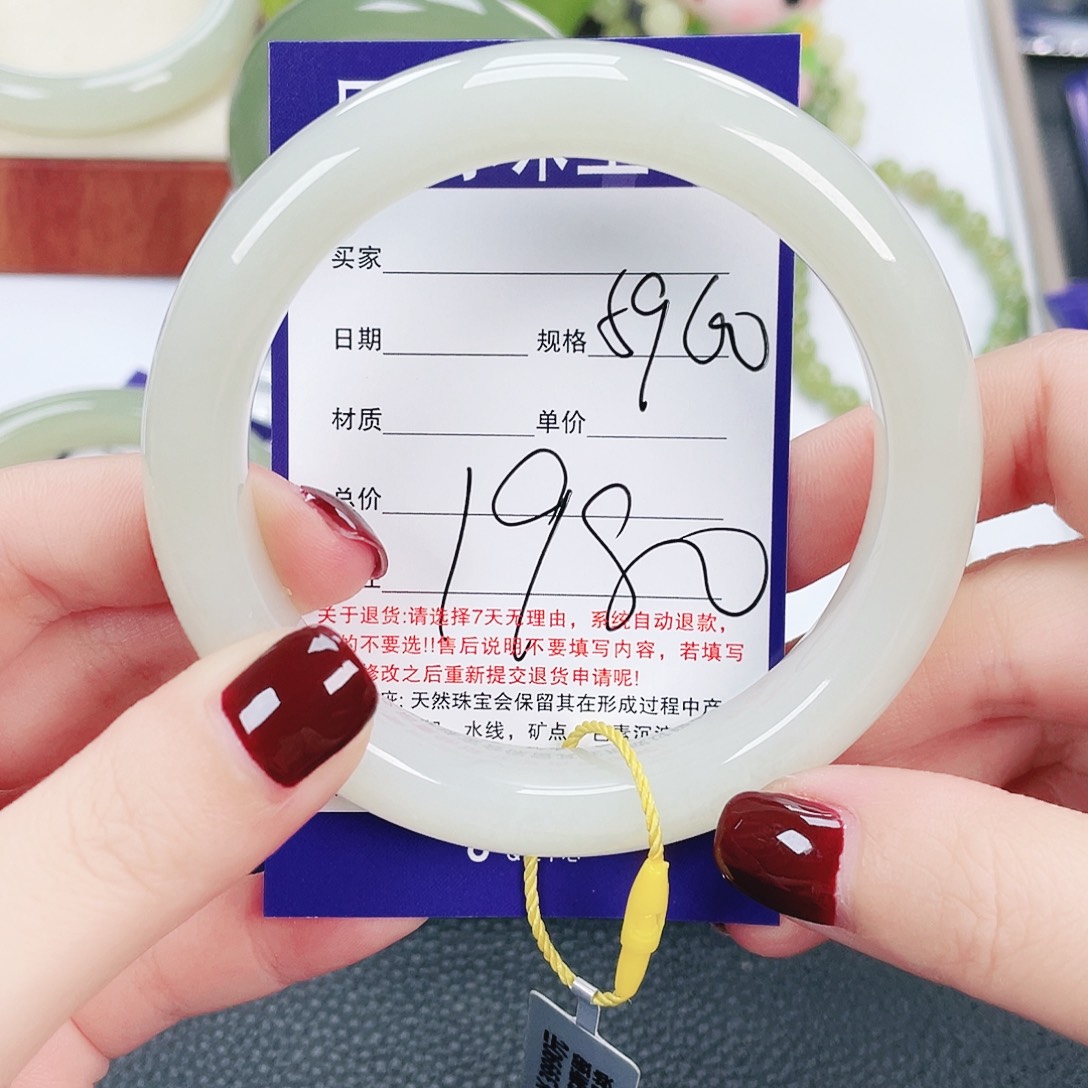 买家
日期 规格 5960
材质 单价
总价 1980
关于退货:请选择7天无理由，系统自动退款，
的不要选!!售后说明不要填写内容，若填写
修改之后重新提交退货申请呢!
天然珠宝会保留其在形成过程中产
水线，矿点